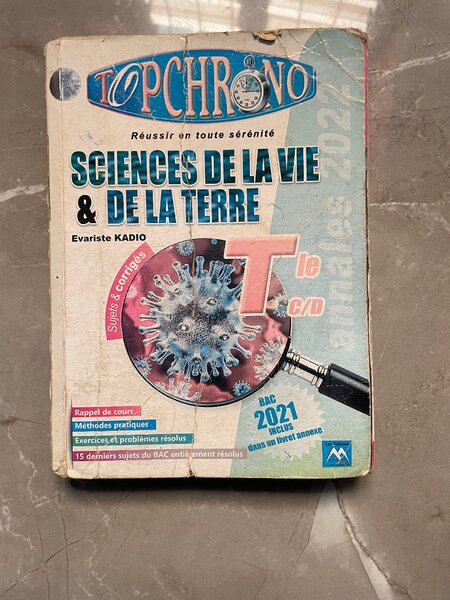 TOPCHRONO
Réussir en toute sérénité
SCIENCES DE LA VIE
& DE LA TERRE
Evariste KADIO
annales 2022
Sujets & corrigés
T le
C/D
BAC
2021
INCLUS
dans un livret annexe
Rappel de cours
Méthodes pratiques
Exercices et problèmes résolus
15 derniers sujets du BAC entièrement résolus